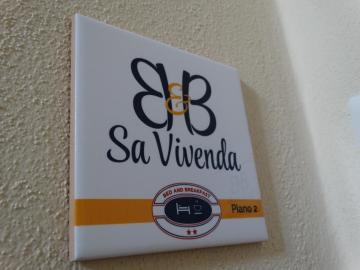 B&B
Sa Vivenda
BED AND BREAKFAST
Piano 2